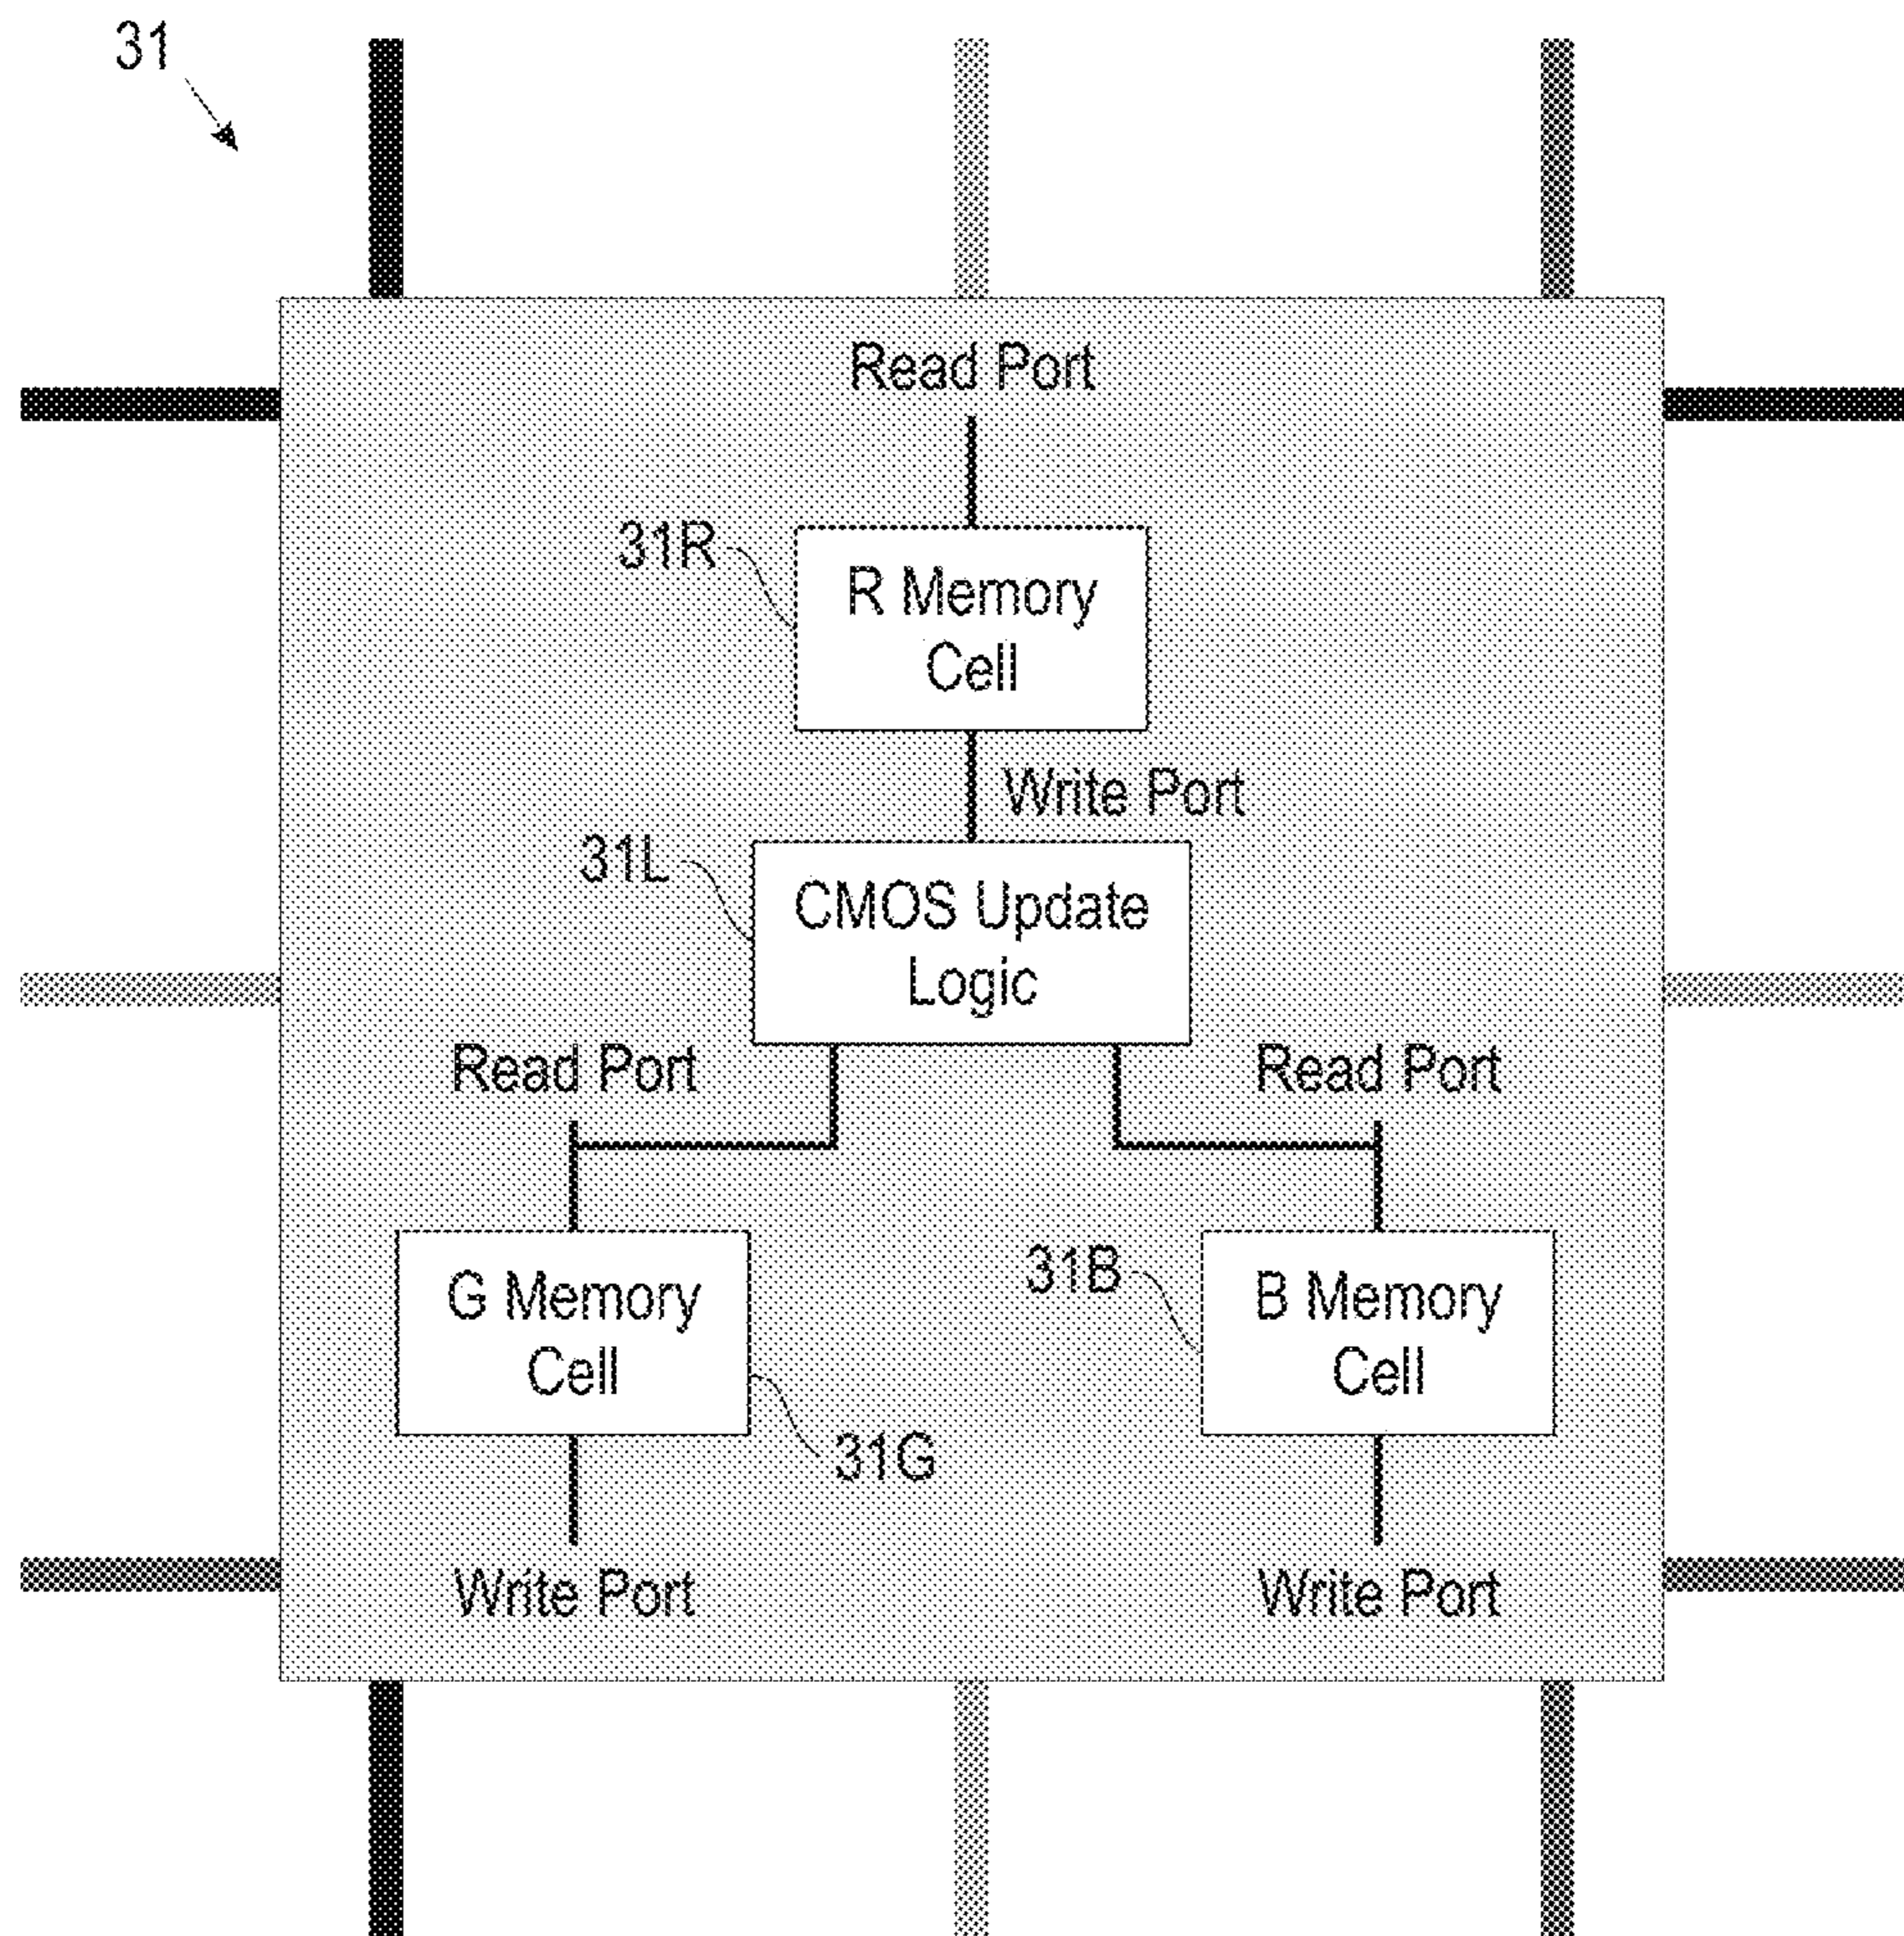 31
Read Port
31R
R Memory
Cell
Write Port
31L
CMOS Update
Logic
Read Port
Read Port
G Memory
Cell
31B
B Memory
Cell
31G
Write Port
Write Port